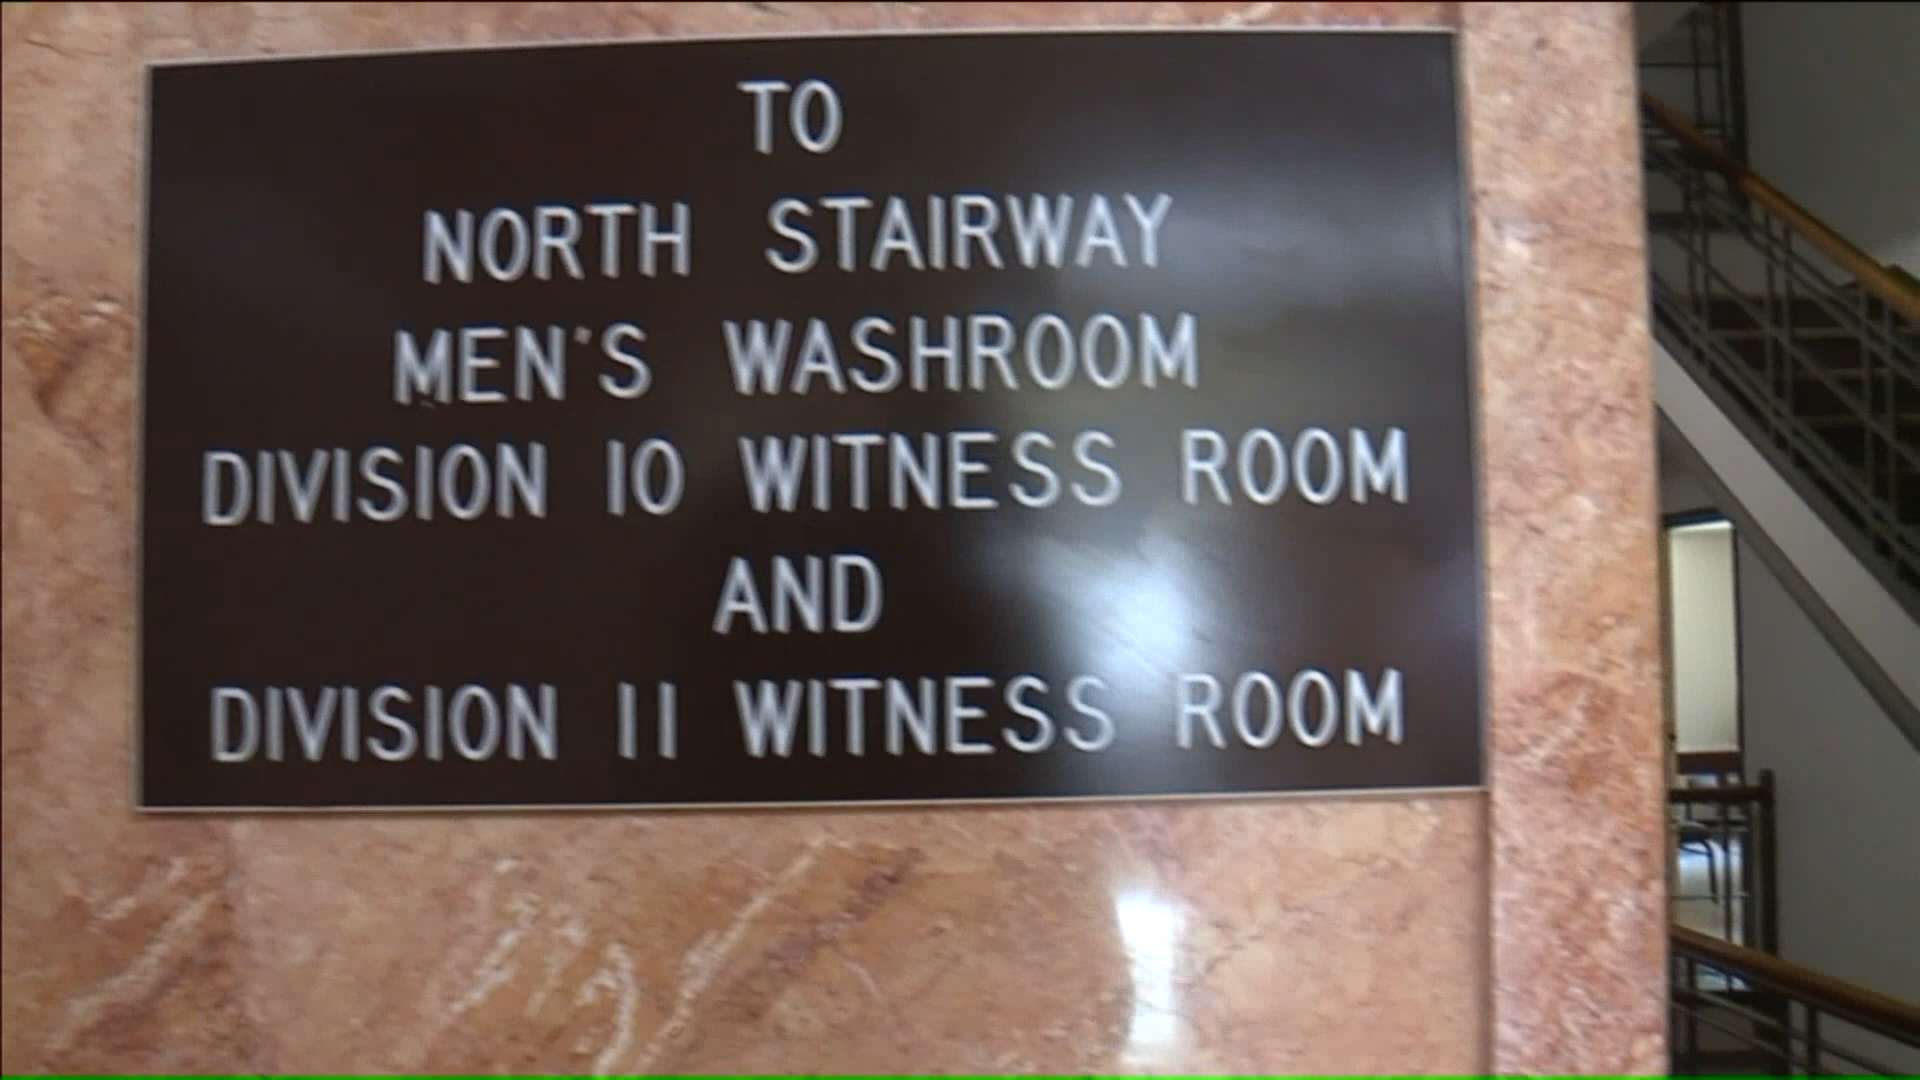 TO
NORTH STAIRWAY
MEN'S WASHROOM
DIVISION 10 WITNESS ROOM
AND
DIVISION 11 WITNESS ROOM